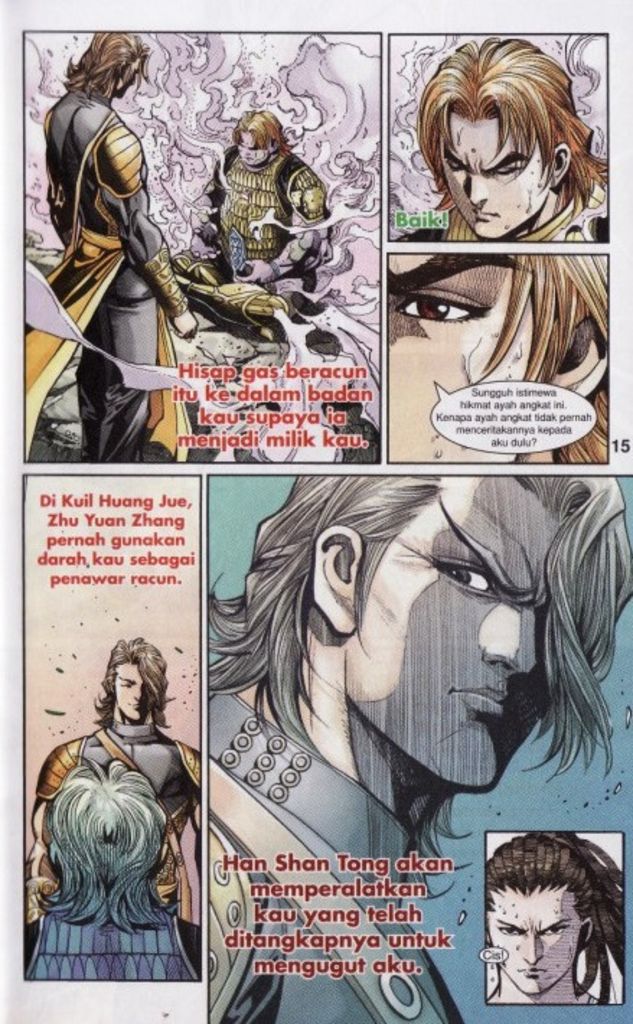 Hisap gas beracun
itu ke dalam badan
kau supaya ia
menjadi milik kau.
Baik!
Sungguh istimewa
hikmat ayah angkat ini.
Kenapa ayah angkat tidak pernah
menceritakannya kepada
aku dulu?
15
Di Kuil Huang Jue,
Zhu Yuan Zhang
pernah gunakan
darah kau sebagai
penawar racun.
Han Shan Tong akan
memperalatkan
kau yang telah
ditangkapnya untuk
mengugut aku.
Cis!